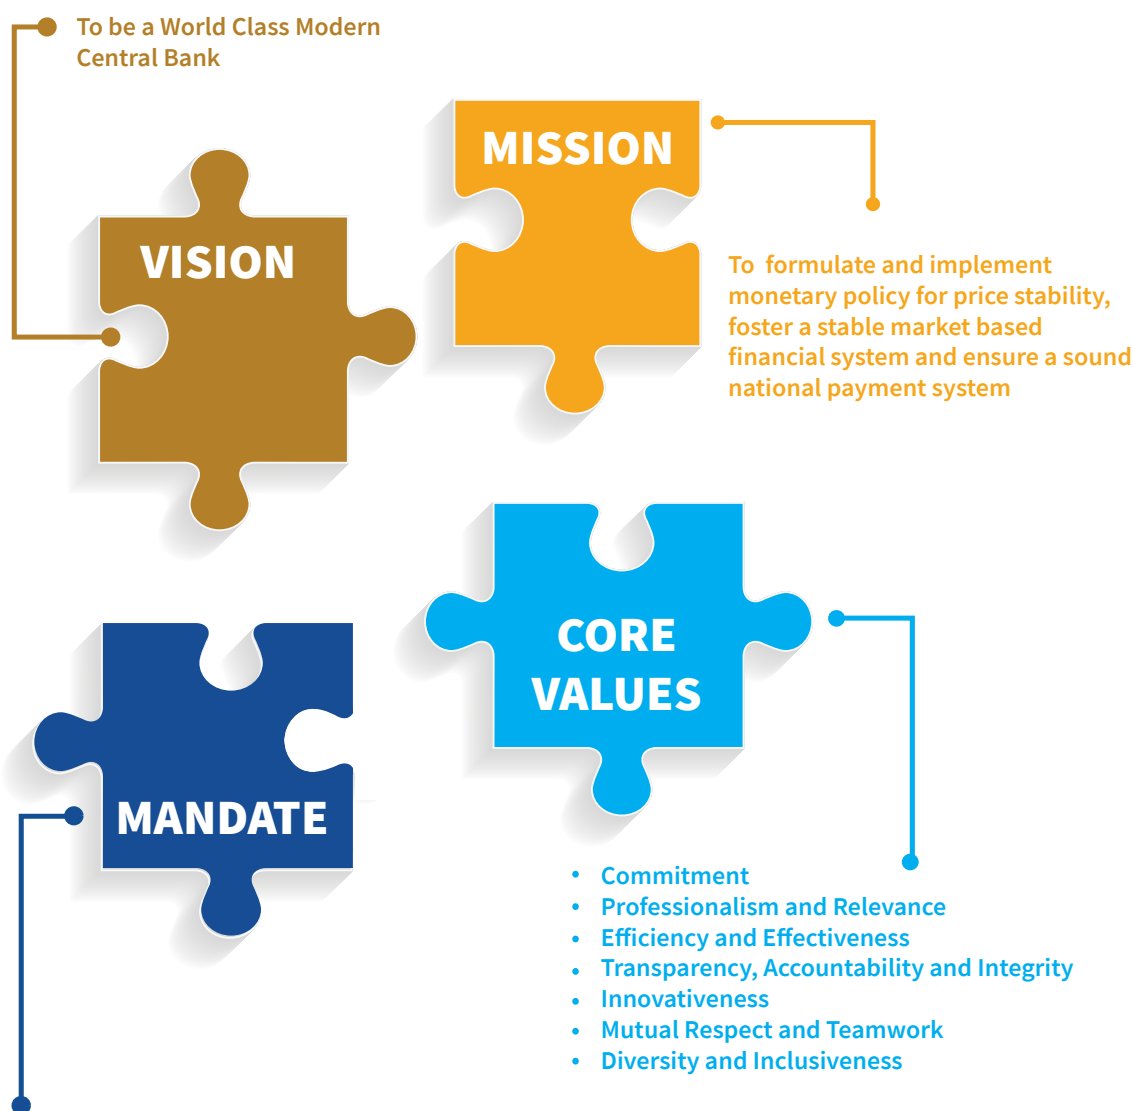 To be a World Class Modern
Central Bank
VISION
MISSION
To formulate and implement
monetary policy for price stability,
foster a stable market based
financial system and ensure a sound
national payment system
MANDATE
CORE
VALUES
• Commitment
• Professionalism and Relevance
• Efficiency and Effectiveness
• Transparency, Accountability and Integrity
• Innovativeness
• Mutual Respect and Teamwork
• Diversity and Inclusiveness